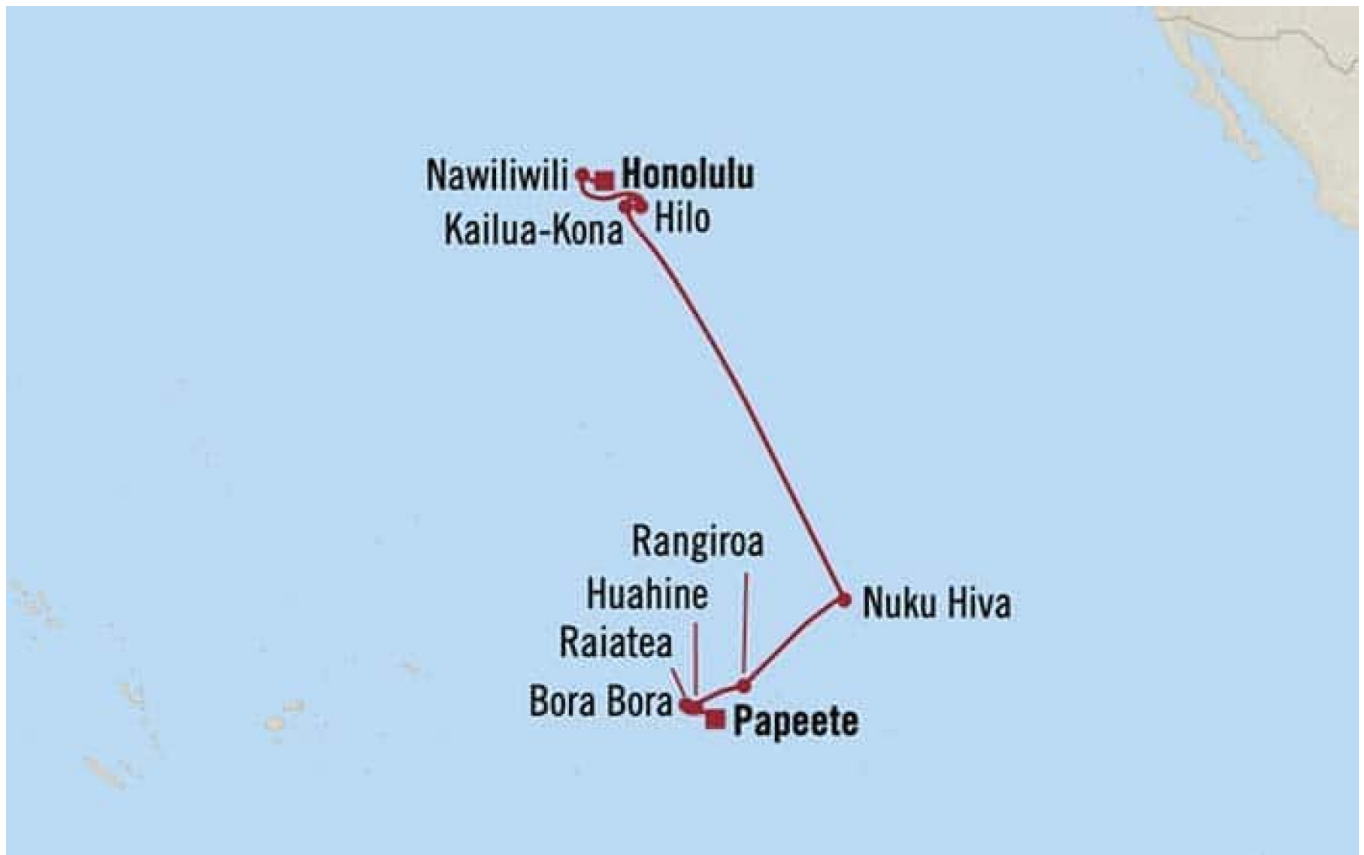 Nawiliwili
Honolulu
Kailua-Kona
Hilo
Rangiroa
Huahine
Nuku Hiva
Raiatea
Bora Bora
Papeete